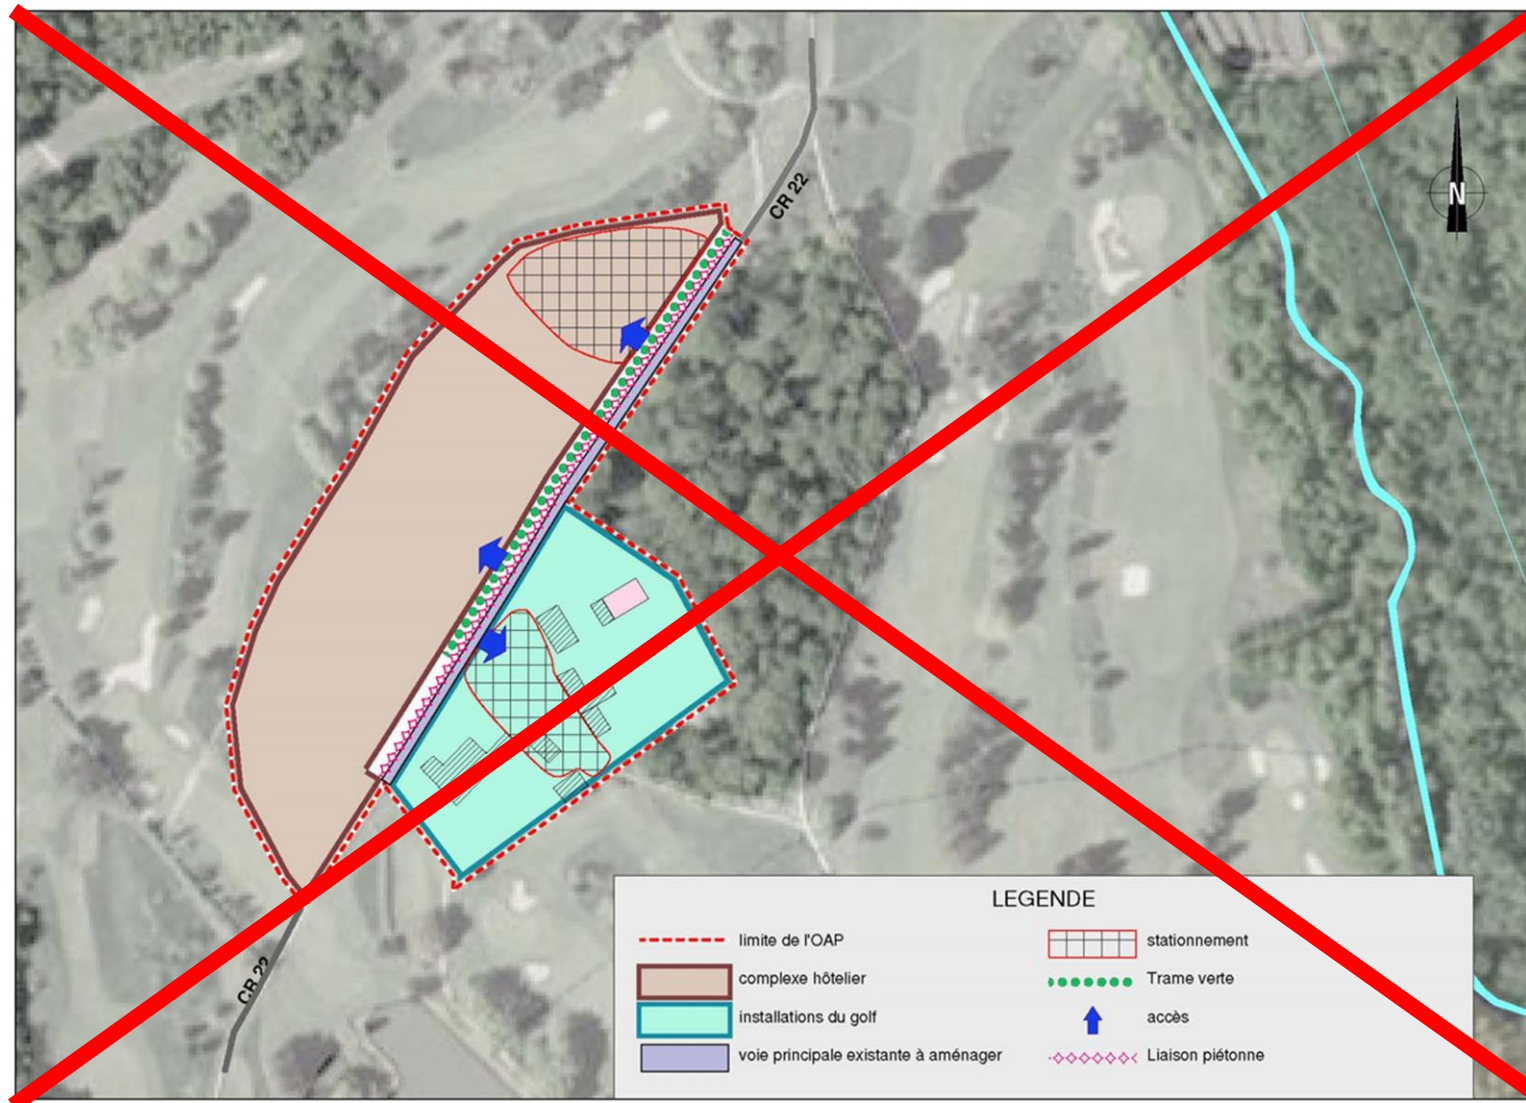 CR 22
N
CR 22
LEGENDE
limite de l'OAP
stationnement
complexe hôtelier
Trame verte
installations du golf
accès
voie principale existante à aménager
Liaison piétonne